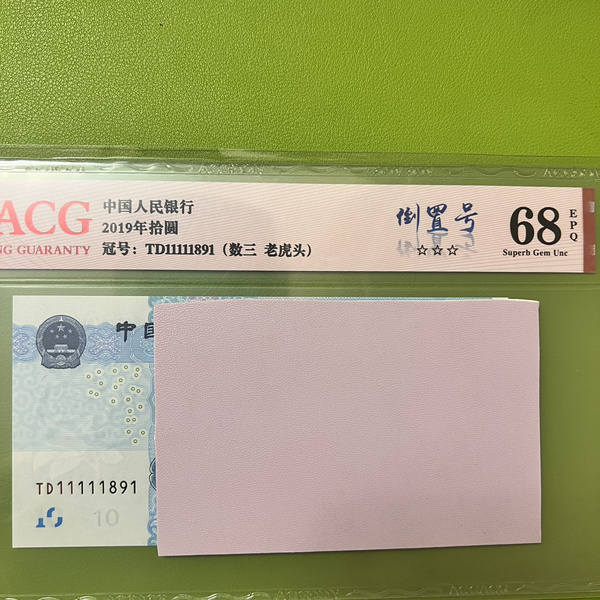 ACG
NG GUARANTY
中国人民银行
2019年拾圆
冠号：TD11111891（数三 老虎头）
倒置号
☆☆☆
68
EPQ
Superb Gem Unc
中国
TD11111891
10
10